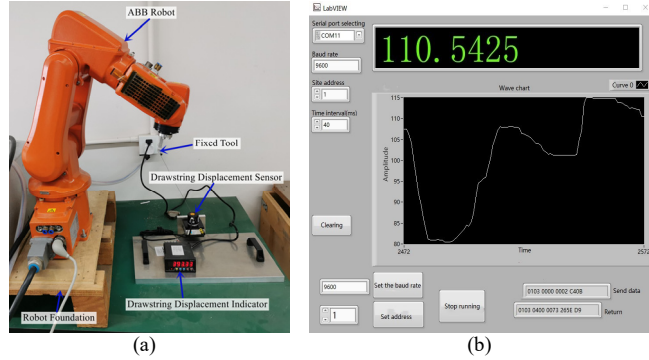 ABB Robot
Fixed Tool
Drawstring Displacement Sensor
Drawstring Displacement Indicator
Robot Foundation
(a)
LabVIEW
Serial port selecting
COM11
Baud rate
9600
Site address
1
Time interval(ms)
40
Clearing
110.5425
Wave chart
Curve 0
Amplitude
115
110
105
100
95
90
85
80
2472
Time
2572
9600
Set the baud rate
1
Set address
Stop running
0103 0000 0002 C40B
Send data
0103 0400 0073 265E D9
Return
(b)